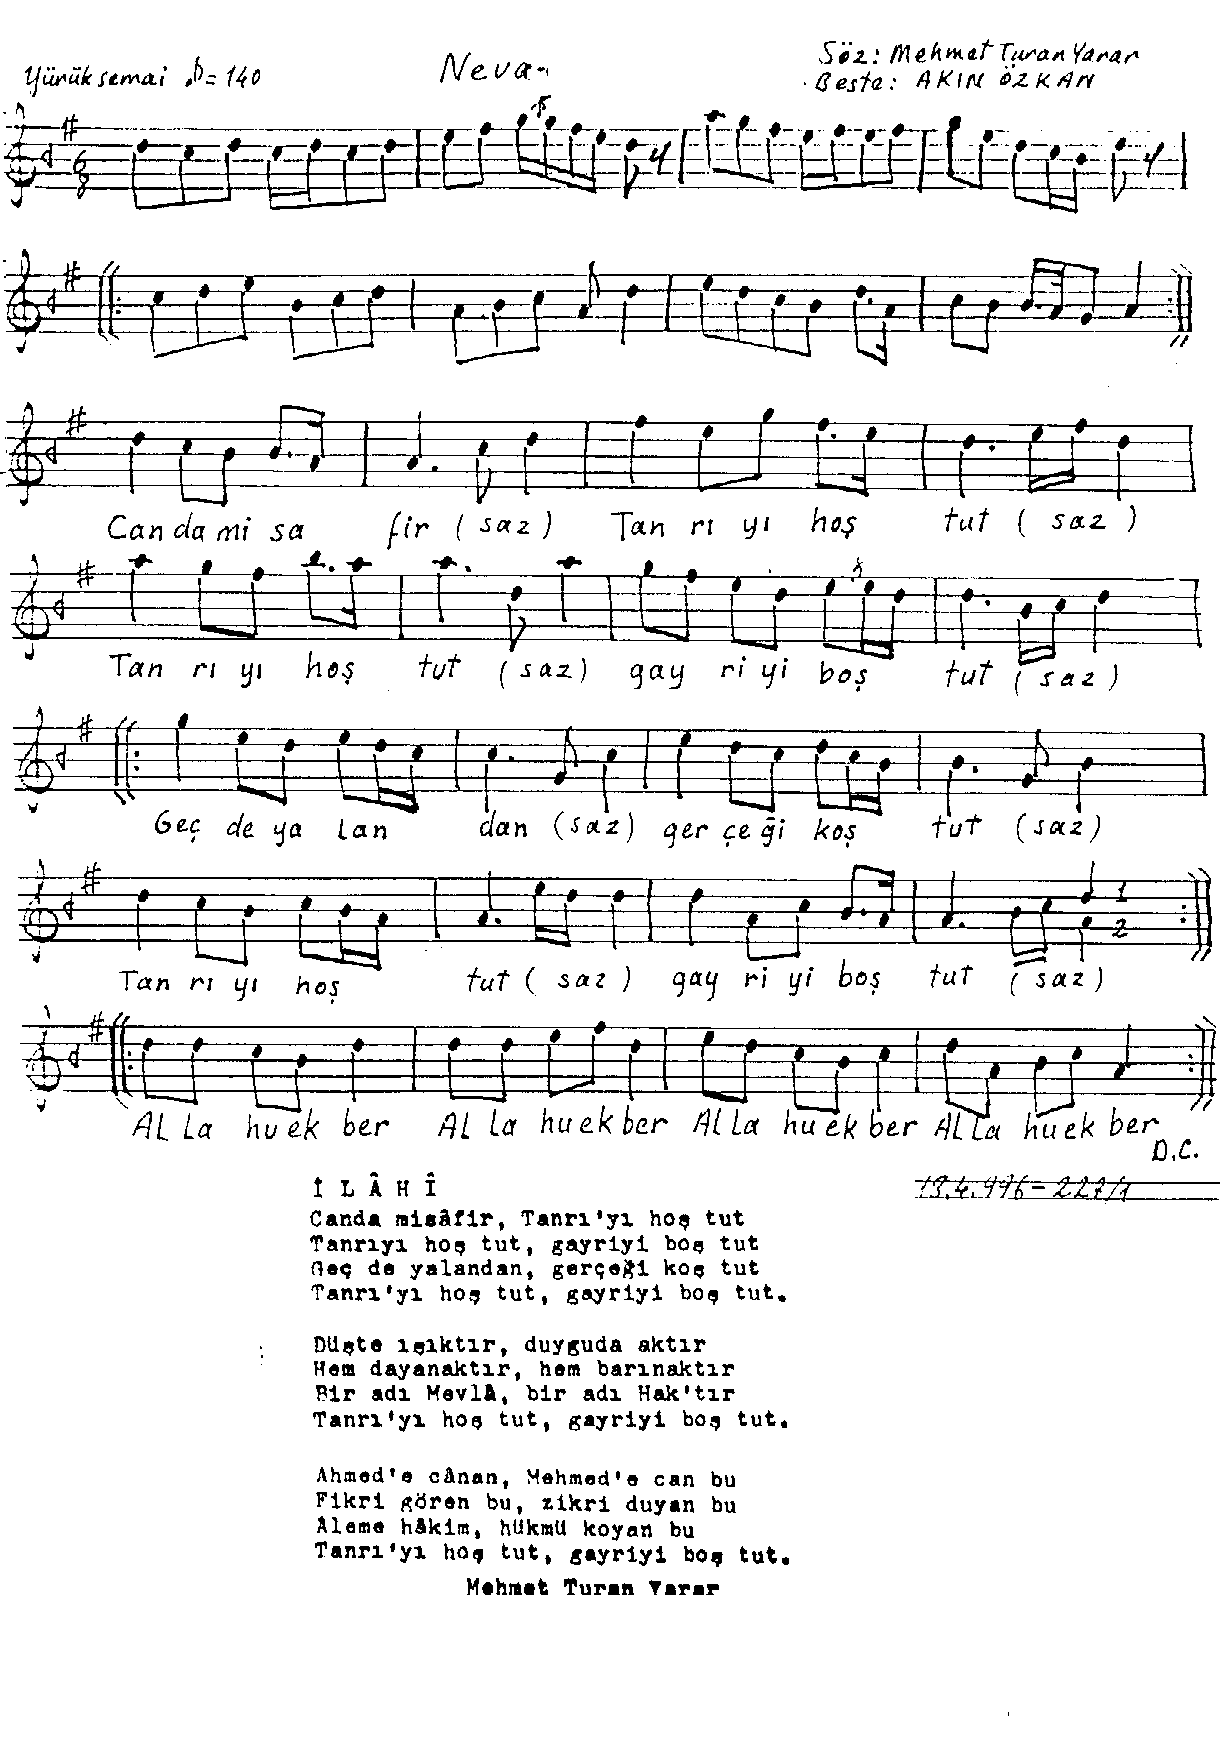 Yürük semai ♪=140
Neva
Söz: Mehmet Turan Yarar
Beste: AKIN ÖZKAN
Can da mi sa fir (saz) Tan rı yı hoş tut (saz)
Tan rı yı hoş tut (saz) gay ri yi boş tut (saz)
Geç de ya lan dan (saz) ger çe ği koş tut (saz)
1
2
Tan rı yı hoş tut (saz) gay ri yi boş tut (saz)
AL La hu ek ber AL La hu ek ber AL La hu ek ber AL La hu ek ber
D.C.
İ L Â H Î
Canda misâfir, Tanrı'yı hoş tut
Tanrıyı hoş tut, gayriyi boş tut
Geç de yalandan, gerçeği koş tut
Tanrı'yı hoş tut, gayriyi boş tut.
Düşte ışıktır, duyguda aktır
Hem dayanaktır, hem barınaktır
Bir adı Mevlâ, bir adı Hak'tır
Tanrı'yı hoş tut, gayriyi boş tut.
Ahmed'e cânan, Mehmed'e can bu
Fikri gören bu, zikri duyan bu
Âleme hâkim, hükmü koyan bu
Tanrı'yı hoş tut, gayriyi boş tut.
Mehmet Turan Yarar